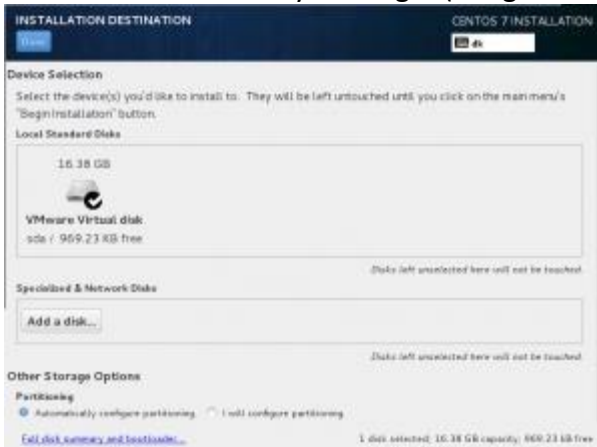 INSTALLATION DESTINATION
CENTOS 7 INSTALLATION
Done
dk
Device Selection
Select the device(s) you'd like to install to. They will be left untouched until you click on the main menu's
"Begin Installation" button.
Local Standard Disks
16.38 GB
VMware Virtual disk
sda / 969.23 KB free
Disks left unselected here will not be touched.
Specialized & Network Disks
Add a disk...
Disks left unselected here will not be touched.
Other Storage Options
Partitioning
Automatically configure partitioning. I will configure partitioning.
Full disk summary and bootloader...
1 disk selected; 16.38 GB capacity; 969.23 kB free